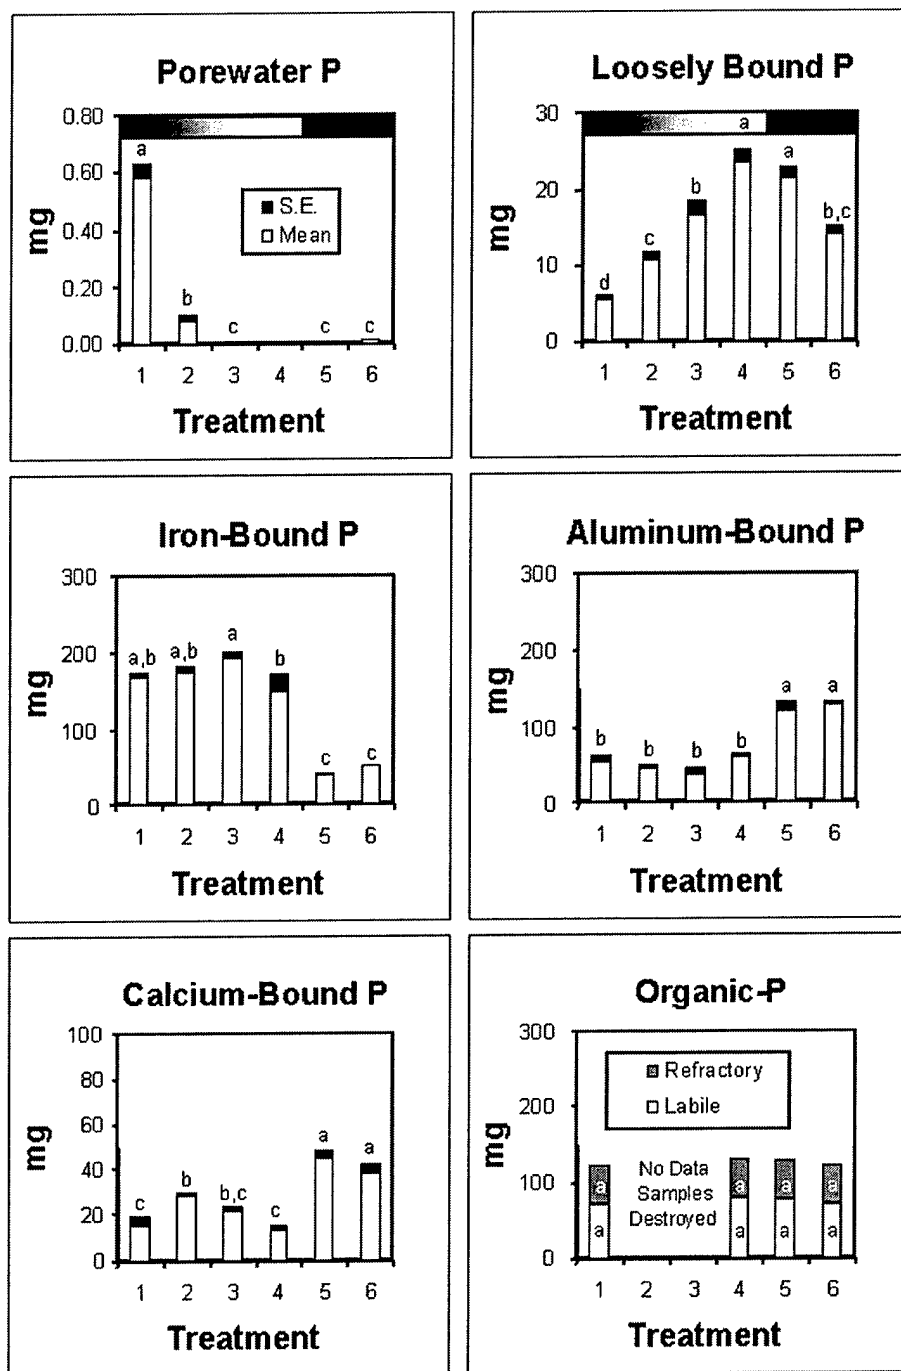 Porewater P
0.80
0.60
0.40
0.20
0.00
mg
a
b
c
c
c
S.E.
Mean
1 2 3 4 5 6
Treatment
Loosely Bound P
30
20
10
0
mg
d
c
b
a
a
b,c
1 2 3 4 5 6
Treatment
Iron-Bound P
300
200
100
0
mg
a,b
a,b
a
b
c
c
1 2 3 4 5 6
Treatment
Aluminum-Bound P
300
200
100
0
mg
b
b
b
b
a
a
1 2 3 4 5 6
Treatment
Calcium-Bound P
100
80
60
40
20
0
mg
c
b
b,c
c
a
a
1 2 3 4 5 6
Treatment
Organic-P
300
200
100
0
mg
Refractory
Labile
No Data
Samples
Destroyed
a a a a
a a a a
1 2 3 4 5 6
Treatment